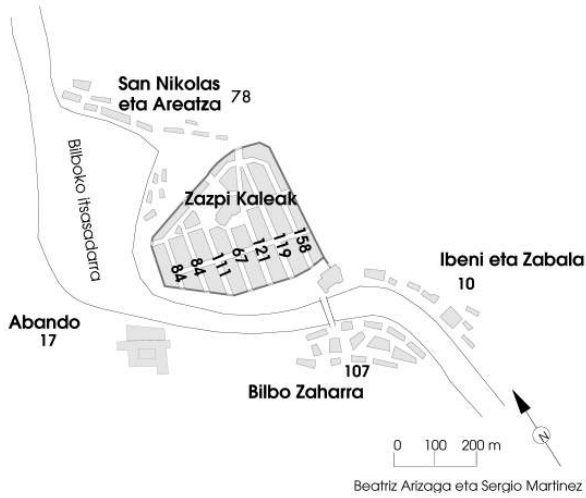 San Nikolas
eta Areatza 78
Bilboko itsasadarra
Zazpi Kaleak
84
84
111
67
121
119
158
Ibeni eta Zabala
10
Abando
17
107
Bilbo Zaharra
N
0 100 200 m
Beatriz Arizaga eta Sergio Martinez